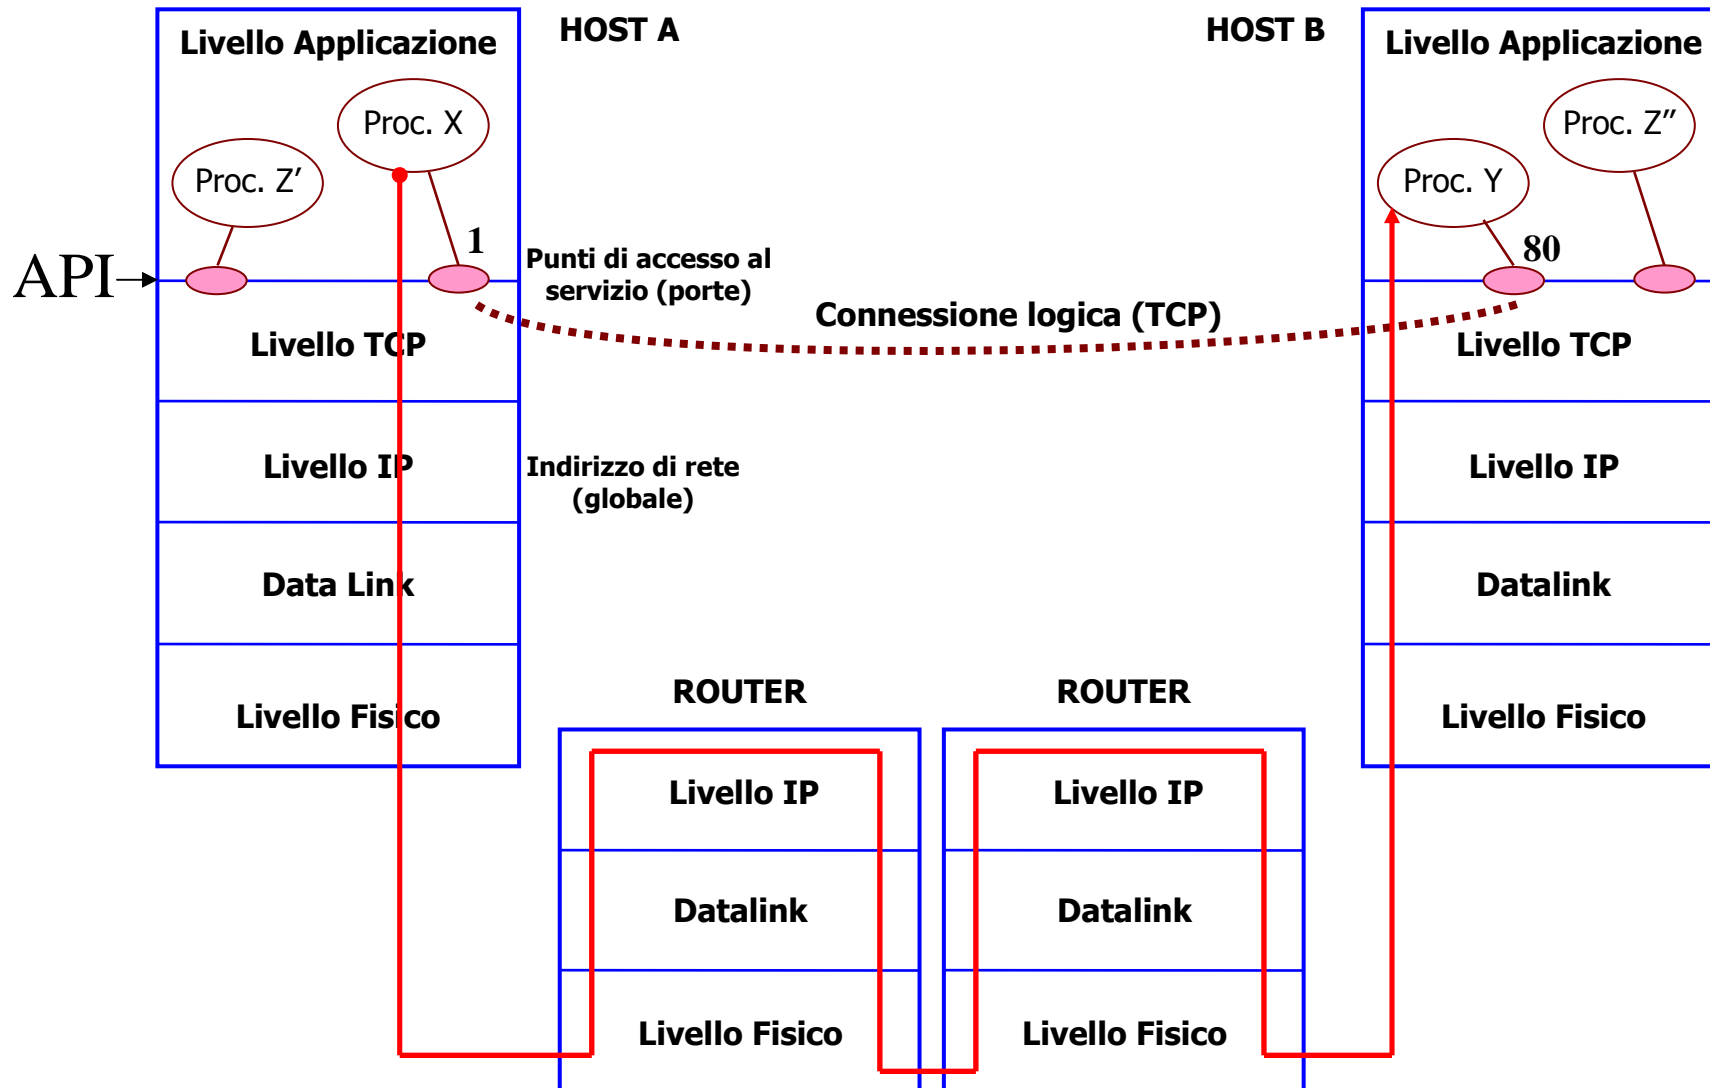 HOST A
HOST B
Livello Applicazione
Livello Applicazione
Proc. X
Proc. Z'
Proc. Z”
Proc. Y
1
80
API
Punti di accesso al
servizio (porte)
Connessione logica (TCP)
Livello TCP
Livello TCP
Livello IP
Indirizzo di rete
(globale)
Livello IP
Data Link
Datalink
Livello Fisico
ROUTER
ROUTER
Livello Fisico
Livello IP
Livello IP
Datalink
Datalink
Livello Fisico
Livello Fisico